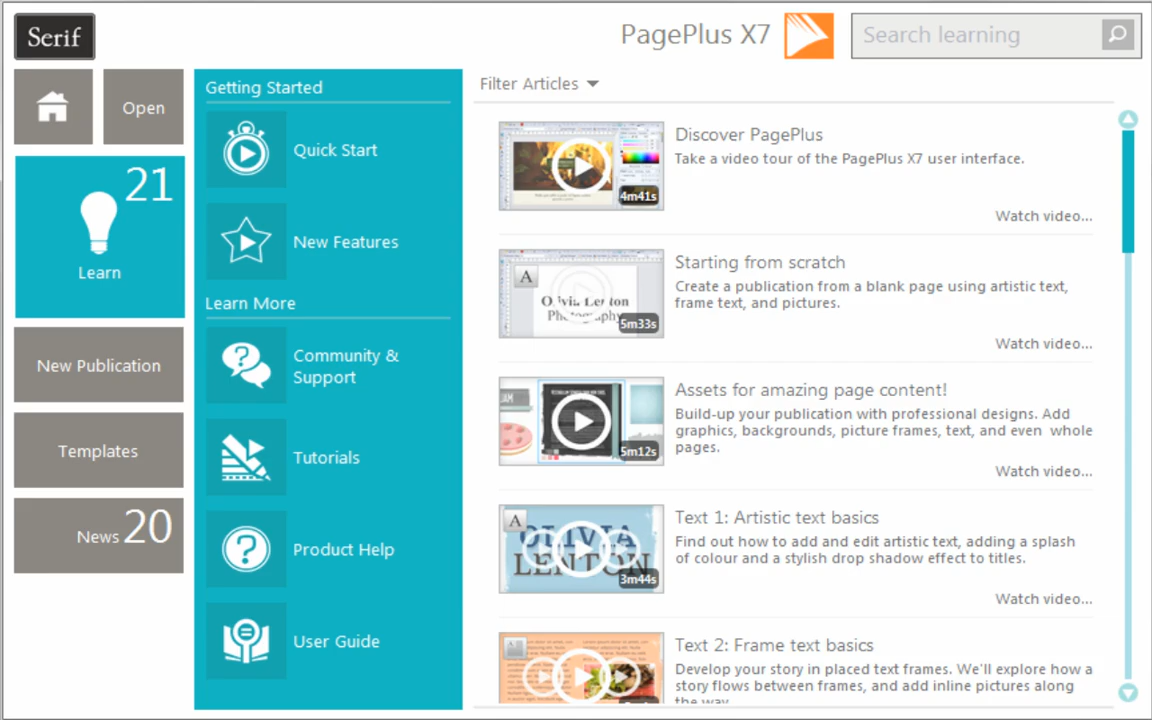 Serif
PagePlus X7
Search learning
Open
21
Learn
New Publication
Templates
News 20
Getting Started
Quick Start
New Features
Learn More
Community &
Support
Tutorials
Product Help
User Guide
Filter Articles
4m41s
Discover PagePlus
Take a video tour of the PagePlus X7 user interface.
Watch video...
A
Olivia Lenton
Photography
5m33s
Starting from scratch
Create a publication from a blank page using artistic text,
frame text, and pictures.
Watch video...
5m12s
Assets for amazing page content!
Build-up your publication with professional designs. Add
graphics, backgrounds, picture frames, text, and even whole
pages.
Watch video...
A
OLIVIA
LENTON
3m44s
Text 1: Artistic text basics
Find out how to add and edit artistic text, adding a splash
of colour and a stylish drop shadow effect to titles.
Watch video...
Text 2: Frame text basics
Develop your story in placed text frames. We'll explore how a
story flows between frames, and add inline pictures along
the way.